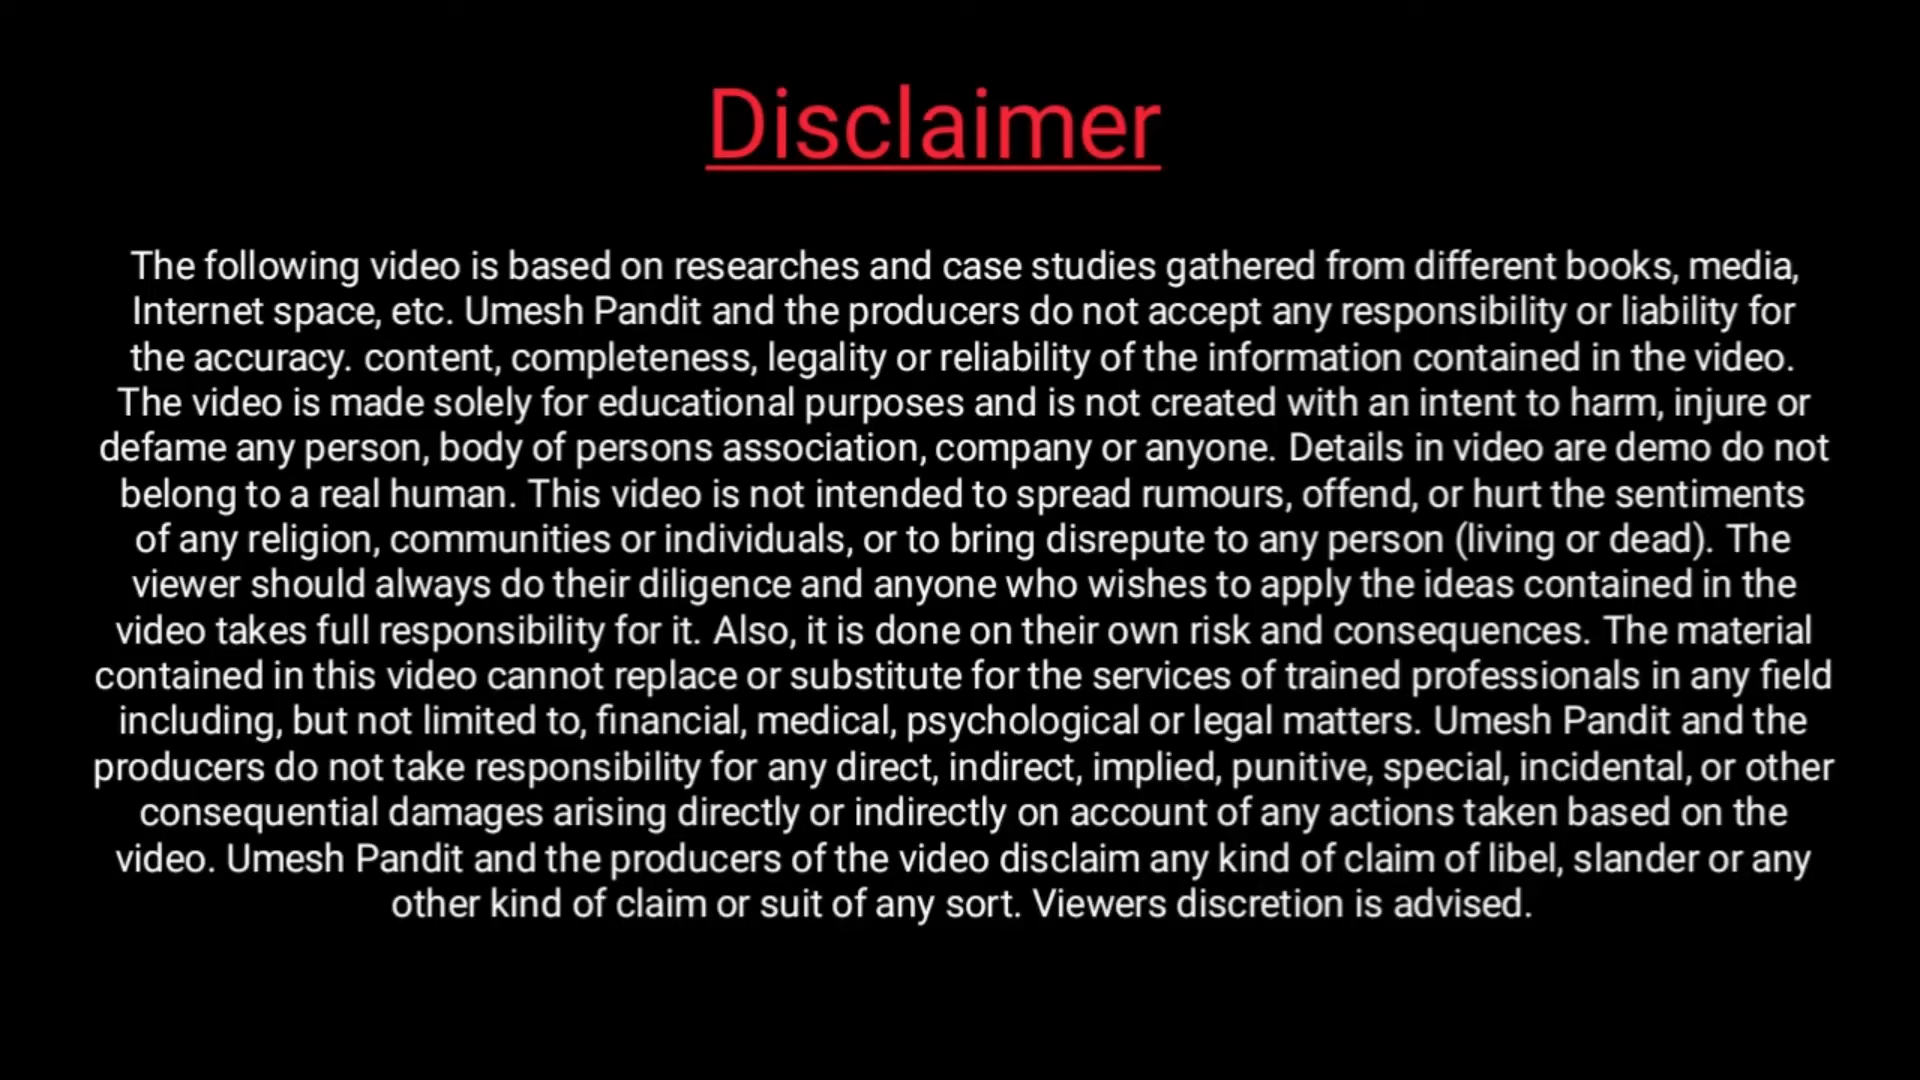 Disclaimer
The following video is based on researches and case studies gathered from different books, media,
Internet space, etc. Umesh Pandit and the producers do not accept any responsibility or liability for
the accuracy. content, completeness, legality or reliability of the information contained in the video.
The video is made solely for educational purposes and is not created with an intent to harm, injure or
defame any person, body of persons association, company or anyone. Details in video are demo do not
belong to a real human. This video is not intended to spread rumours, offend, or hurt the sentiments
of any religion, communities or individuals, or to bring disrepute to any person (living or dead). The
viewer should always do their diligence and anyone who wishes to apply the ideas contained in the
video takes full responsibility for it. Also, it is done on their own risk and consequences. The material
contained in this video cannot replace or substitute for the services of trained professionals in any field
including, but not limited to, financial, medical, psychological or legal matters. Umesh Pandit and the
producers do not take responsibility for any direct, indirect, implied, punitive, special, incidental, or other
consequential damages arising directly or indirectly on account of any actions taken based on the
video. Umesh Pandit and the producers of the video disclaim any kind of claim of libel, slander or any
other kind of claim or suit of any sort. Viewers discretion is advised.